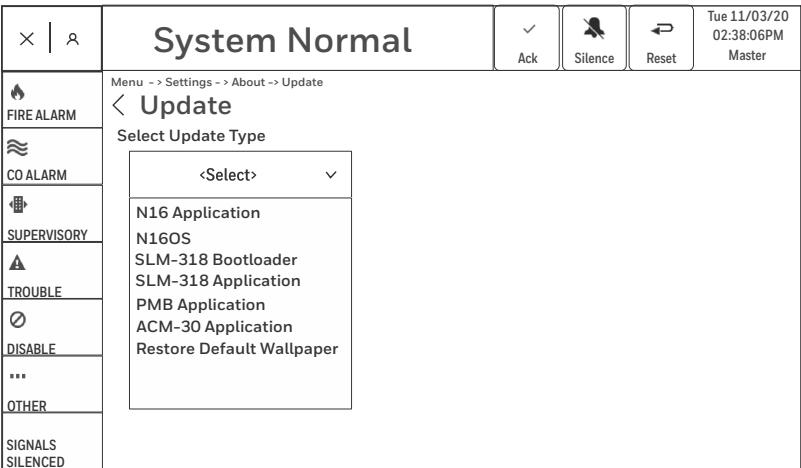 System Normal
Ack
Silence
Reset
Tue 11/03/20
02:38:06PM
Master
FIRE ALARM
CO ALARM
SUPERVISORY
TROUBLE
DISABLE
OTHER
SIGNALS
SILENCED
Menu -> Settings -> About -> Update
< Update
Select Update Type
<Select>
N16 Application
N16OS
SLM-318 Bootloader
SLM-318 Application
PMB Application
ACM-30 Application
Restore Default Wallpaper